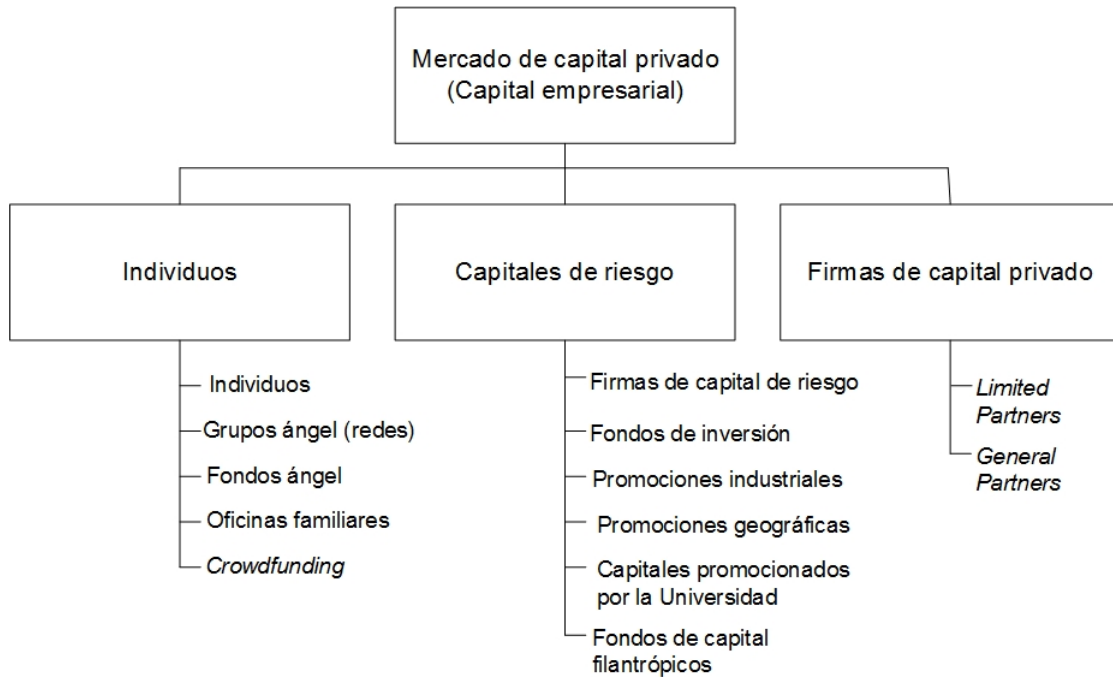 Mercado de capital privado
(Capital empresarial)
Individuos
Capitales de riesgo
Firmas de capital privado
Individuos
Grupos ángel (redes)
Fondos ángel
Oficinas familiares
Crowdfunding
Firmas de capital de riesgo
Fondos de inversión
Promociones industriales
Promociones geográficas
Capitales promocionados
por la Universidad
Fondos de capital
filantrópicos
Limited
Partners
General
Partners